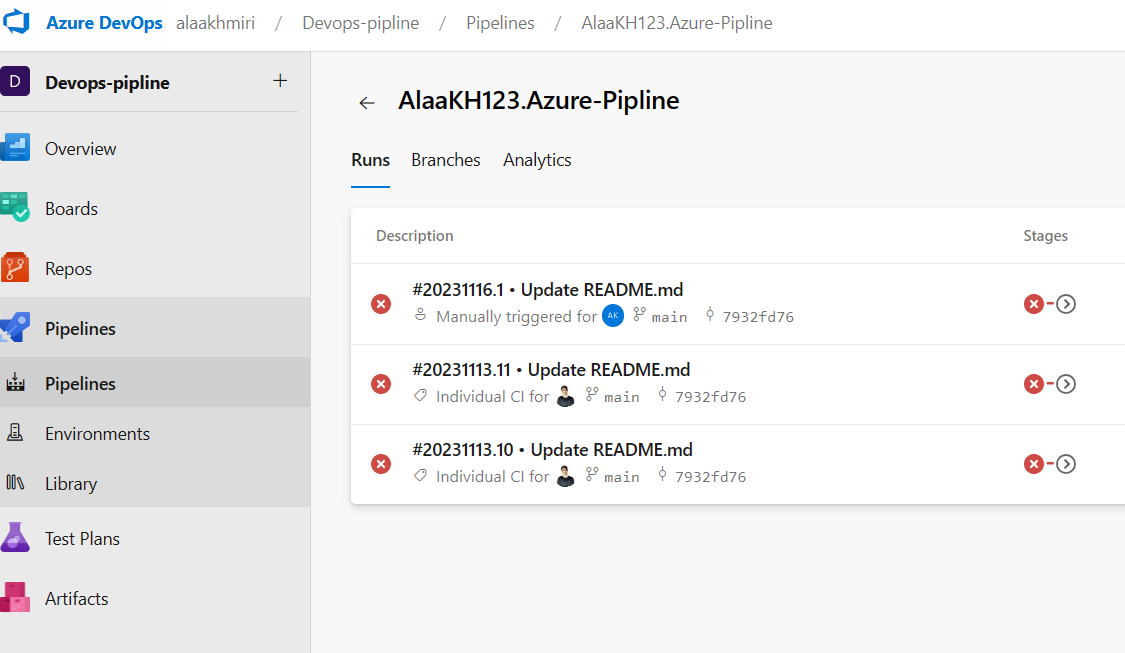 Azure DevOps alaakhmiri / Devops-pipline / Pipelines / AlaaKH123.Azure-Pipline
D Devops-pipline +
Overview
Boards
Repos
Pipelines
Pipelines
Environments
Library
Test Plans
Artifacts
← AlaaKH123.Azure-Pipline
Runs Branches Analytics
Description Stages
#20231116.1 • Update README.md
Manually triggered for AK main 7932fd76
#20231113.11 • Update README.md
Individual CI for main 7932fd76
#20231113.10 • Update README.md
Individual CI for main 7932fd76